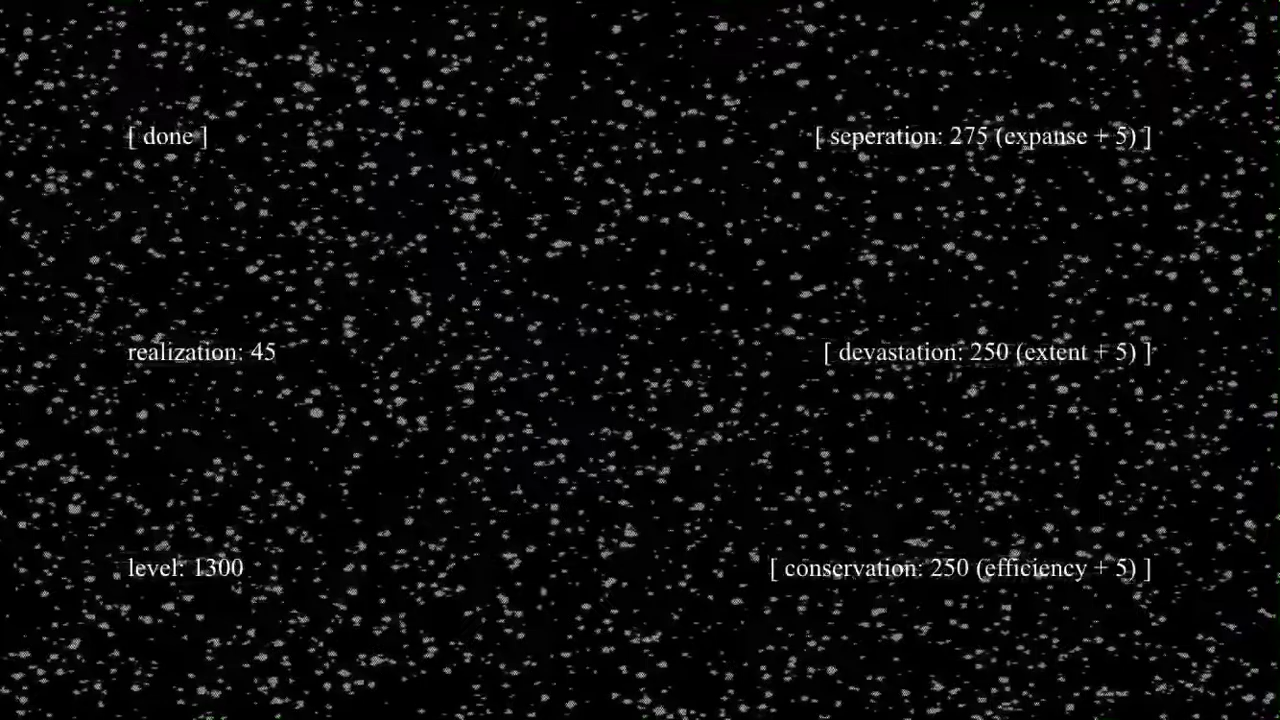 [ done ]
[ seperation: 275 (expanse + 5) ]
realization: 45
[ devastation: 250 (extent + 5) ]
level: 1300
[ conservation: 250 (efficiency + 5) ]